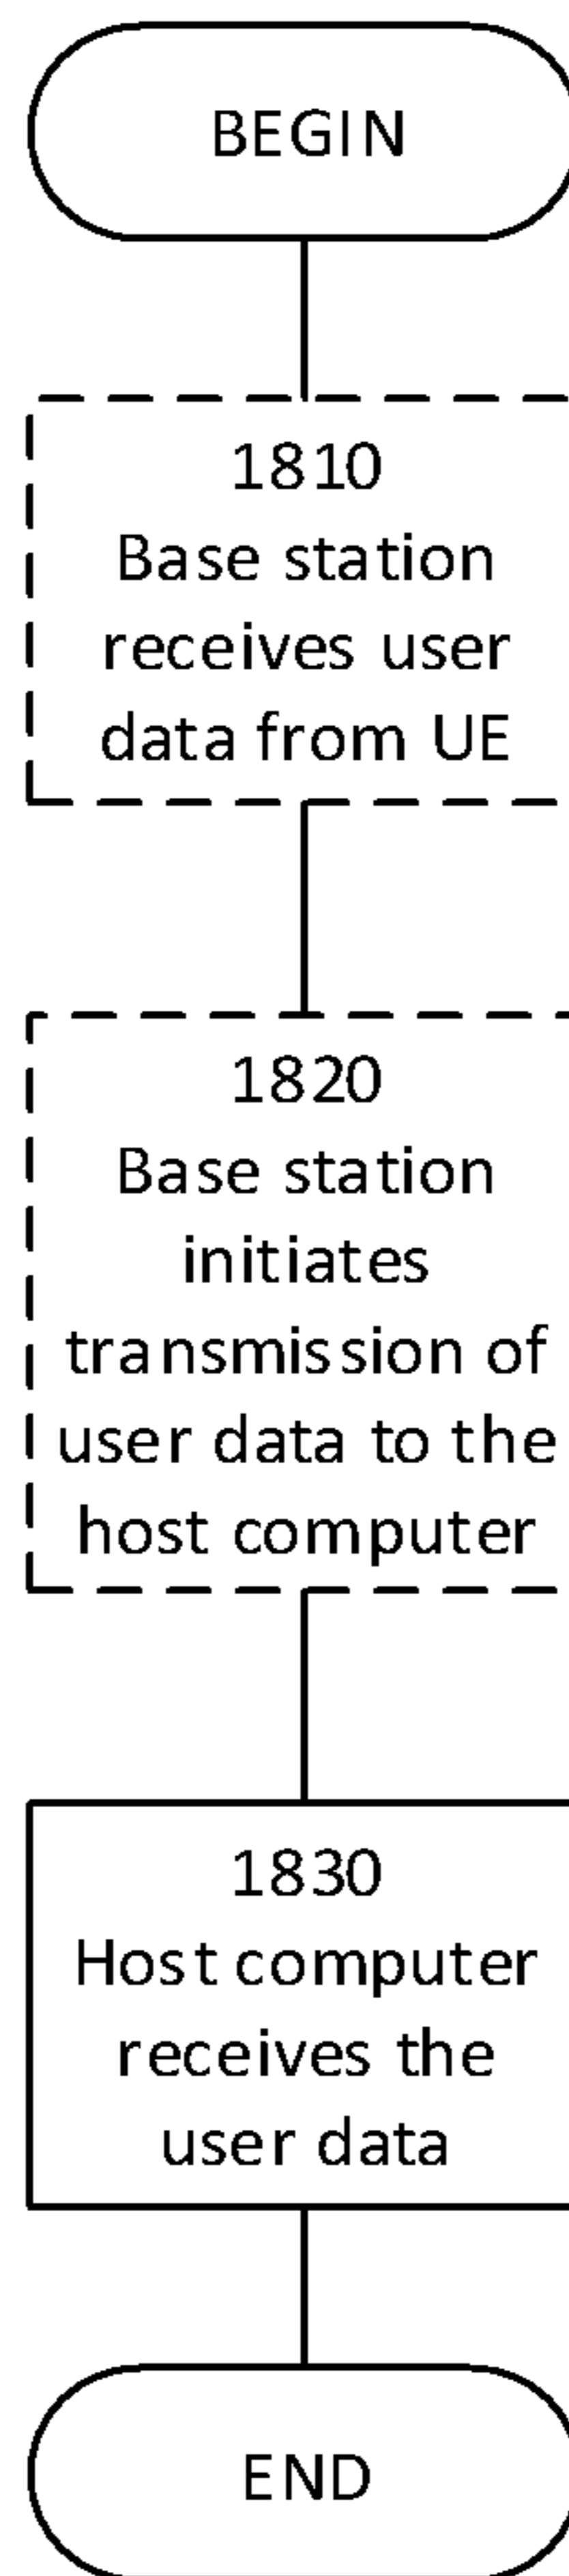 BEGIN
1810
Base station
receives user
data from UE
1820
Base station
initiates
transmission of
user data to the
host computer
1830
Host computer
receives the
user data
END